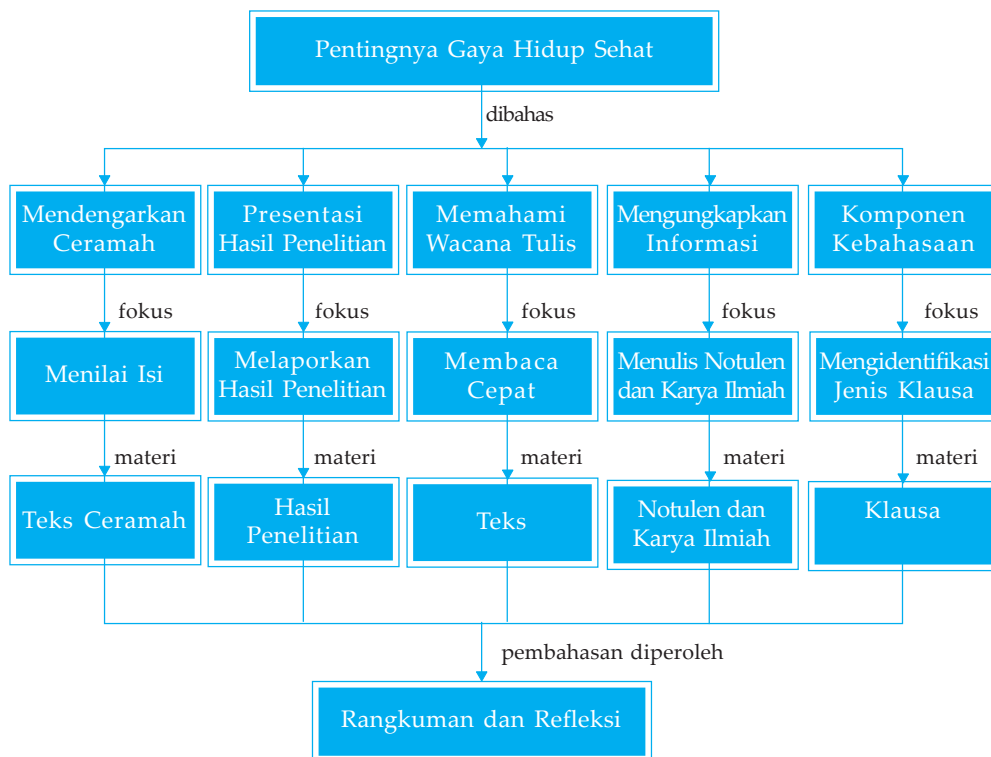 Pentingnya Gaya Hidup Sehat
dibahas
Mendengarkan
Ceramah
Presentasi
Hasil Penelitian
Memahami
Wacana Tulis
Mengungkapkan
Informasi
Komponen
Kebahasaan
fokus
fokus
fokus
fokus
fokus
Menilai Isi
Melaporkan
Hasil Penelitian
Membaca
Cepat
Menulis Notulen
dan Karya Ilmiah
Mengidentifikasi
Jenis Klausa
materi
materi
materi
materi
materi
Teks Ceramah
Hasil
Penelitian
Teks
Notulen dan
Karya Ilmiah
Klausa
pembahasan diperoleh
Rangkuman dan Refleksi